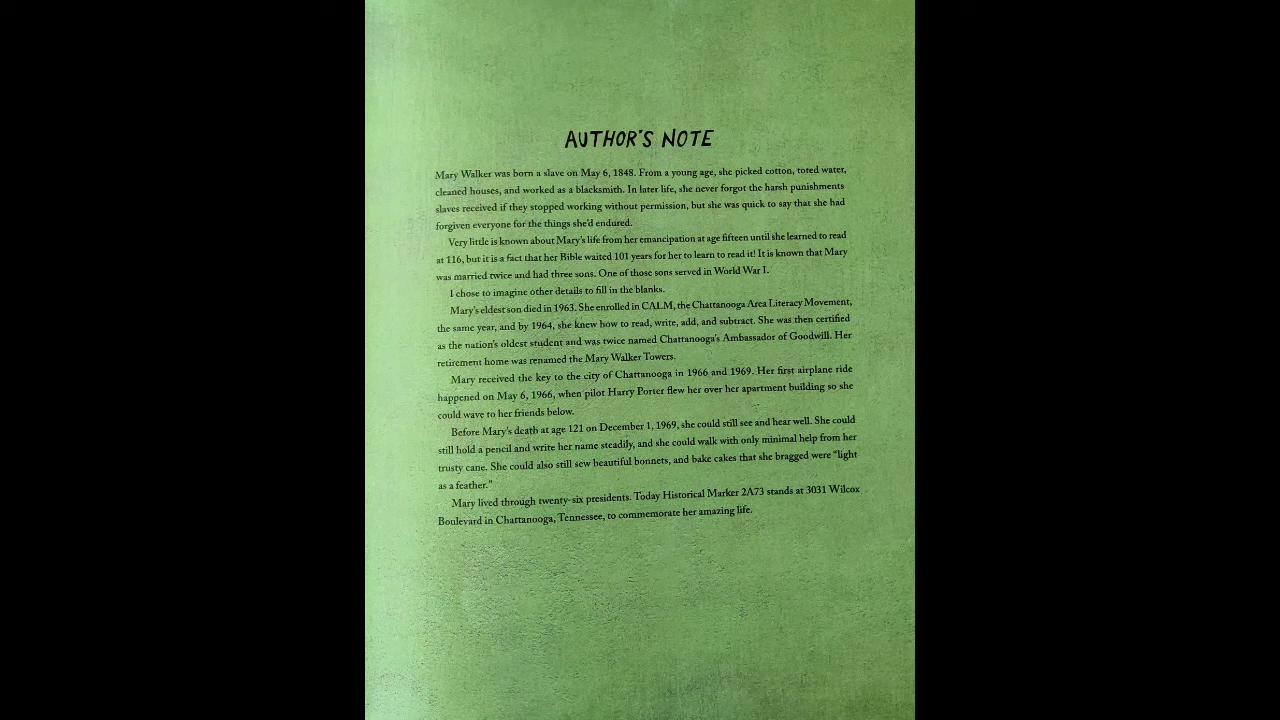 AUTHOR'S NOTE
Mary Walker was born a slave on May 6, 1848. From a young age, she picked cotton, toted water,
cleaned houses, and worked as a blacksmith. In later life, she never forgot the harsh punishments
slaves received if they stopped working without permission, but she was quick to say that she had
forgiven everyone for the things she'd endured.
Very little is known about Mary's life from her emancipation at age fifteen until she learned to read
at 116, but it is a fact that her Bible waited 101 years for her to learn to read it! It is known that Mary
was married twice and had three sons. One of those sons served in World War I.
I chose to imagine other details to fill in the blanks.
Mary's eldest son died in 1963. She enrolled in CALM, the Chattanooga Area Literacy Movement,
the same year, and by 1964, she knew how to read, write, add, and subtract. She was then certified
as the nation's oldest student and was twice named Chattanooga's Ambassador of Goodwill. Her
retirement home was renamed the Mary Walker Towers.
Mary received the key to the city of Chattanooga in 1966 and 1969. Her first airplane ride
happened on May 6, 1966, when pilot Harry Porter flew her over her apartment building so she
could wave to her friends below.
Before Mary's death at age 121 on December 1, 1969, she could still see and hear well. She could
still hold a pencil and write her name steadily, and she could walk with only minimal help from her
trusty cane. She could also still sew beautiful bonnets, and bake cakes that she bragged were "light
as a feather."
Mary lived through twenty-six presidents. Today Historical Marker 2A73 stands at 3031 Wilcox
Boulevard in Chattanooga, Tennessee, to commemorate her amazing life.